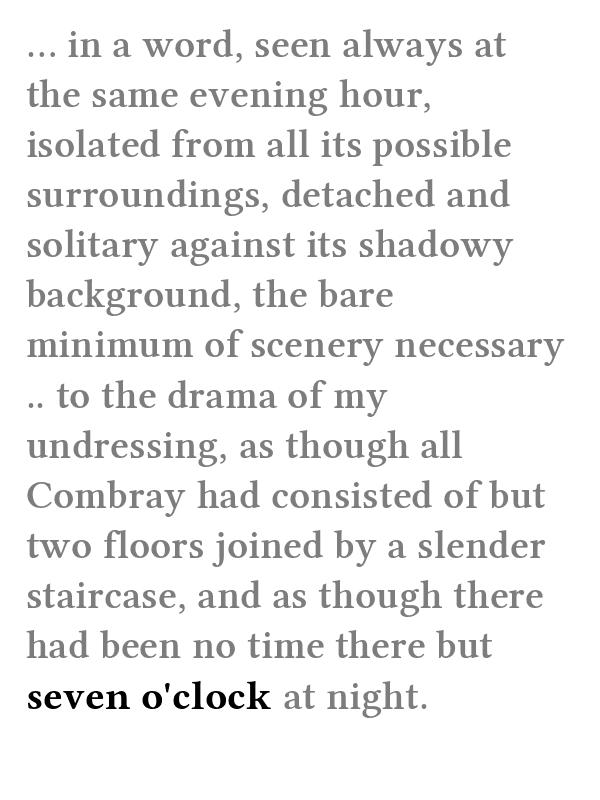 ... in a word, seen always at
the same evening hour,
isolated from all its possible
surroundings, detached and
solitary against its shadowy
background, the bare
minimum of scenery necessary
.. to the drama of my
undressing, as though all
Combray had consisted of but
two floors joined by a slender
staircase, and as though there
had been no time there but
seven o'clock at night.